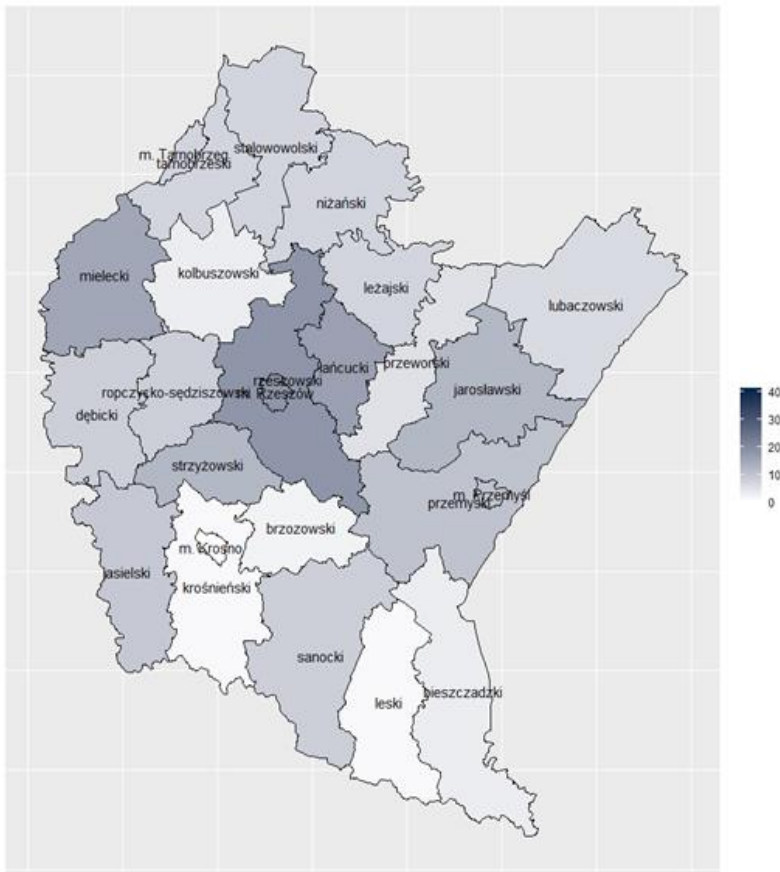 m. Tarnobrzeg
tarnobrzeski
stalowowolski
niżański
mielecki
kolbuszowski
leżajski
lubaczowski
przeworski
łańcucki
rzeszowski
m. Rzeszów
ropczycko-sędziszowski
jarosławski
dębicki
strzyżowski
m. Przemyśl
przemyski
brzozowski
m. Krosno
jasielski
krośnieński
sanocki
leski
bieszczadzki
40
30
20
10
0